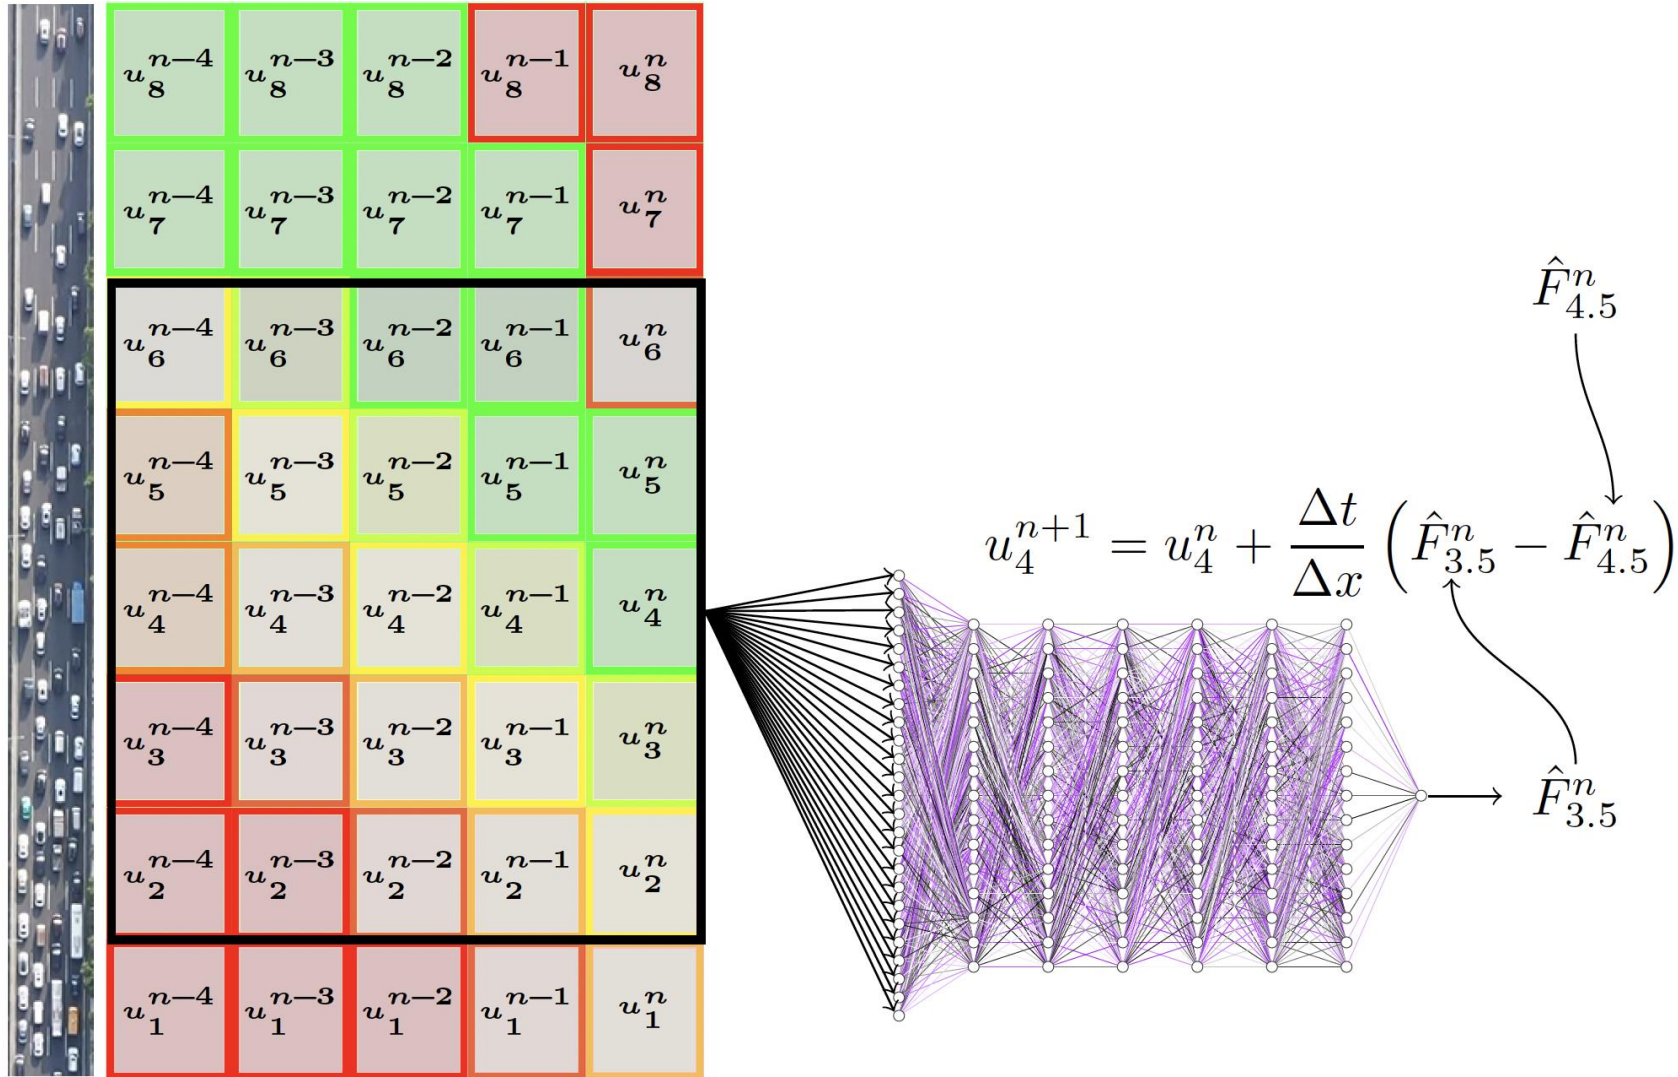 u_8^{n-4} u_8^{n-3} u_8^{n-2} u_8^{n-1} u_8^n
u_7^{n-4} u_7^{n-3} u_7^{n-2} u_7^{n-1} u_7^n
u_6^{n-4} u_6^{n-3} u_6^{n-2} u_6^{n-1} u_6^n
u_5^{n-4} u_5^{n-3} u_5^{n-2} u_5^{n-1} u_5^n
u_4^{n-4} u_4^{n-3} u_4^{n-2} u_4^{n-1} u_4^n
u_3^{n-4} u_3^{n-3} u_3^{n-2} u_3^{n-1} u_3^n
u_2^{n-4} u_2^{n-3} u_2^{n-2} u_2^{n-1} u_2^n
u_1^{n-4} u_1^{n-3} u_1^{n-2} u_1^{n-1} u_1^n
\hat{F}_{4.5}^n
u_4^{n+1} = u_4^n + \frac{\Delta t}{\Delta x} \left( \hat{F}_{3.5}^n - \hat{F}_{4.5}^n \right)
\hat{F}_{3.5}^n